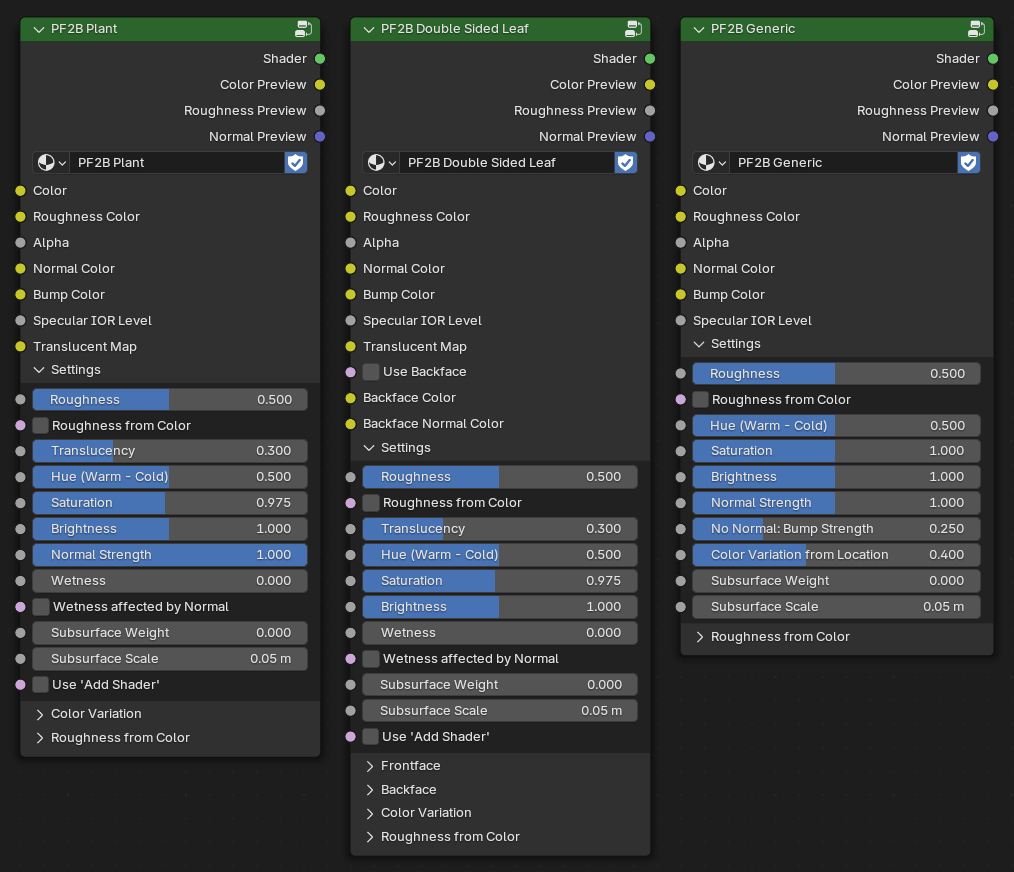 PF2B Plant
Shader
Color Preview
Roughness Preview
Normal Preview
PF2B Plant
Color
Roughness Color
Alpha
Normal Color
Bump Color
Specular IOR Level
Translucent Map
Settings
Roughness 0.500
Roughness from Color
Translucency 0.300
Hue (Warm - Cold) 0.500
Saturation 0.975
Brightness 1.000
Normal Strength 1.000
Wetness 0.000
Wetness affected by Normal
Subsurface Weight 0.000
Subsurface Scale 0.05 m
Use 'Add Shader'
Color Variation
Roughness from Color
PF2B Double Sided Leaf
Shader
Color Preview
Roughness Preview
Normal Preview
PF2B Double Sided Leaf
Color
Roughness Color
Alpha
Normal Color
Bump Color
Specular IOR Level
Translucent Map
Use Backface
Backface Color
Backface Normal Color
Settings
Roughness 0.500
Roughness from Color
Translucency 0.300
Hue (Warm - Cold) 0.500
Saturation 0.975
Brightness 1.000
Wetness 0.000
Wetness affected by Normal
Subsurface Weight 0.000
Subsurface Scale 0.05 m
Use 'Add Shader'
Frontface
Backface
Color Variation
Roughness from Color
PF2B Generic
Shader
Color Preview
Roughness Preview
Normal Preview
PF2B Generic
Color
Roughness Color
Alpha
Normal Color
Bump Color
Specular IOR Level
Settings
Roughness 0.500
Roughness from Color
Hue (Warm - Cold) 0.500
Saturation 1.000
Brightness 1.000
Normal Strength 1.000
No Normal: Bump Strength 0.250
Color Variation from Location 0.400
Subsurface Weight 0.000
Subsurface Scale 0.05 m
Roughness from Color